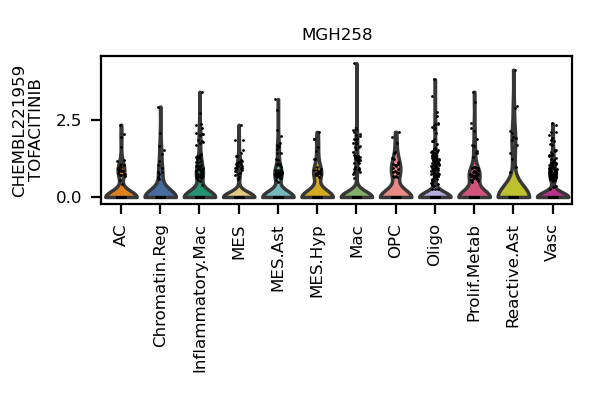 MGH258
CHEMBL221959
TOFACITINIB
2.5
0.0
AC
Chromatin.Reg
Inflammatory.Mac
MES
MES.Ast
MES.Hyp
Mac
OPC
Oligo
Prolif.Metab
Reactive.Ast
Vasc